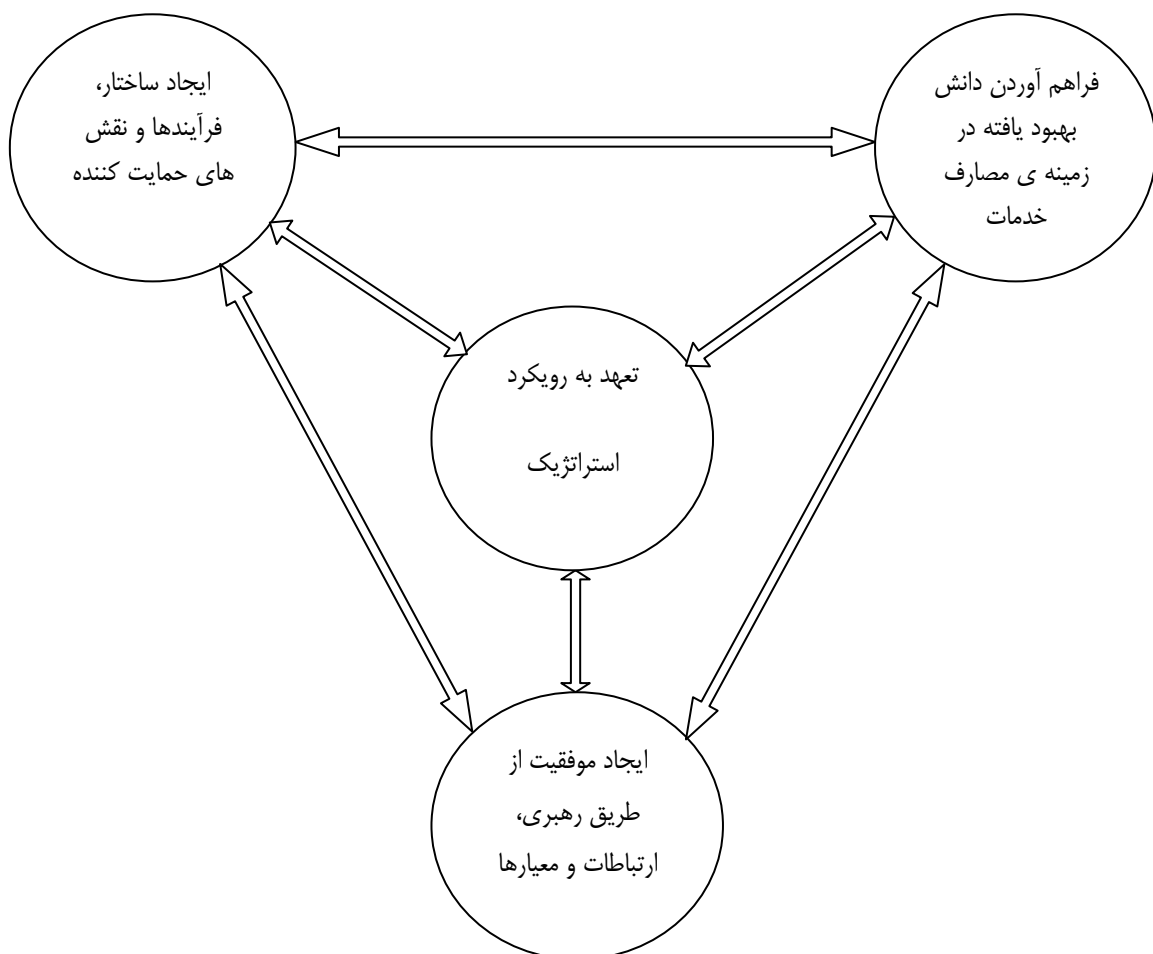 فراهم آوردن دانش
بهبود یافته در
زمینه ی مصارف
خدمات
ایجاد ساختار،
فرآیندها و نقش
های حمایت کننده
تعهد به رویکرد
استراتژیک
ایجاد موفقیت از
طریق رهبری،
ارتباطات و معیارها